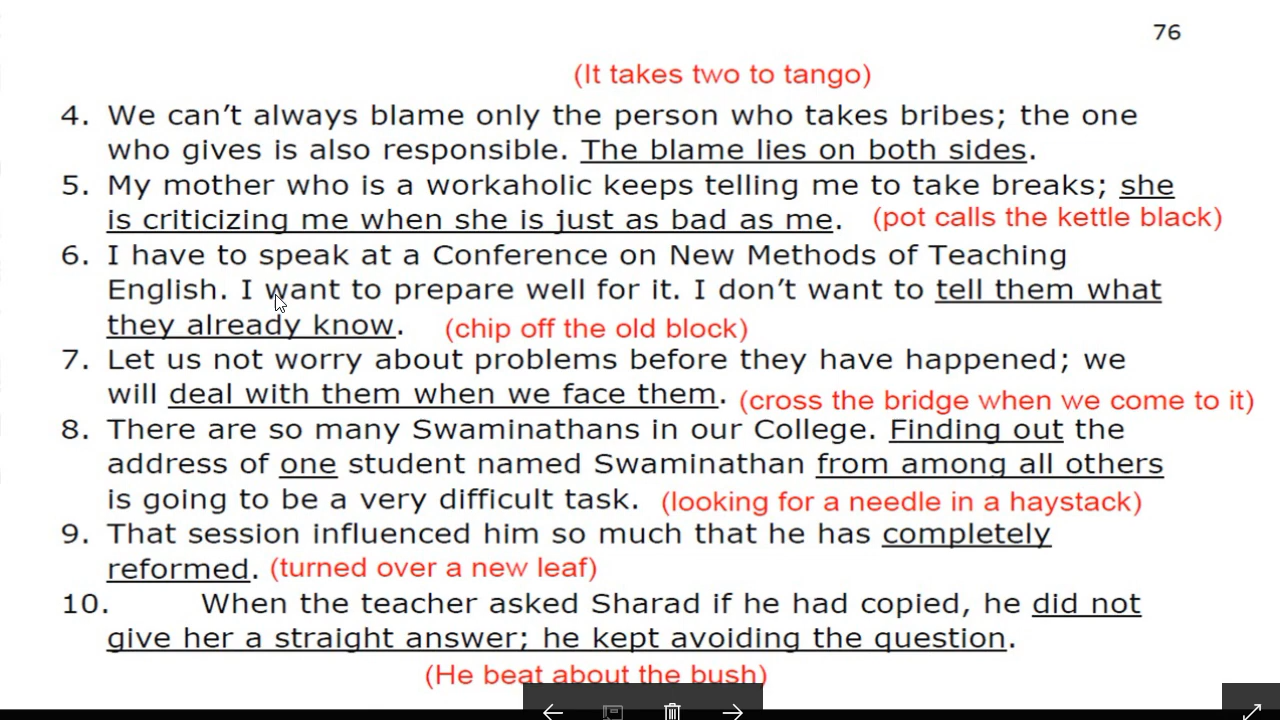 76
(It takes two to tango)
4. We can't always blame only the person who takes bribes; the one
who gives is also responsible. The blame lies on both sides.
5. My mother who is a workaholic keeps telling me to take breaks; she
is criticizing me when she is just as bad as me. (pot calls the kettle black)
6. I have to speak at a Conference on New Methods of Teaching
English. I want to prepare well for it. I don't want to tell them what
they already know. (chip off the old block)
7. Let us not worry about problems before they have happened; we
will deal with them when we face them. (cross the bridge when we come to it)
8. There are so many Swaminathans in our College. Finding out the
address of one student named Swaminathan from among all others
is going to be a very difficult task. (looking for a needle in a haystack)
9. That session influenced him so much that he has completely
reformed. (turned over a new leaf)
10. When the teacher asked Sharad if he had copied, he did not
give her a straight answer; he kept avoiding the question.
(He beat about the bush)